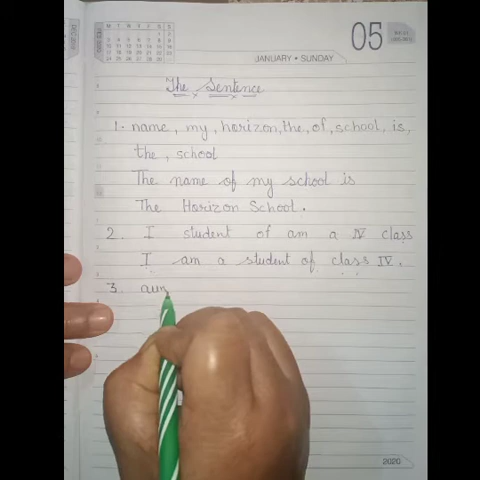 05
JANUARY • SUNDAY
The Sentence
1. name, my, horizon, the, of, school, is,
the, school
The name of my school is
The Horizon School.
2. I student of am a IV class
I am a student of class IV.
3.
2020